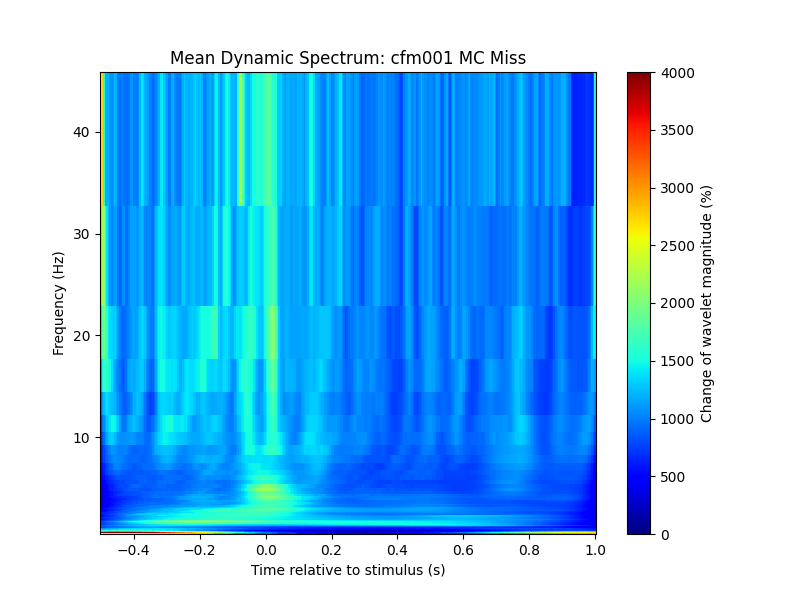 Mean Dynamic Spectrum: cfm001 MC Miss
40
30
20
10
Frequency (Hz)
−0.4 −0.2 0.0 0.2 0.4 0.6 0.8 1.0
Time relative to stimulus (s)
4000
3500
3000
2500
2000
1500
1000
500
0
Change of wavelet magnitude (%)